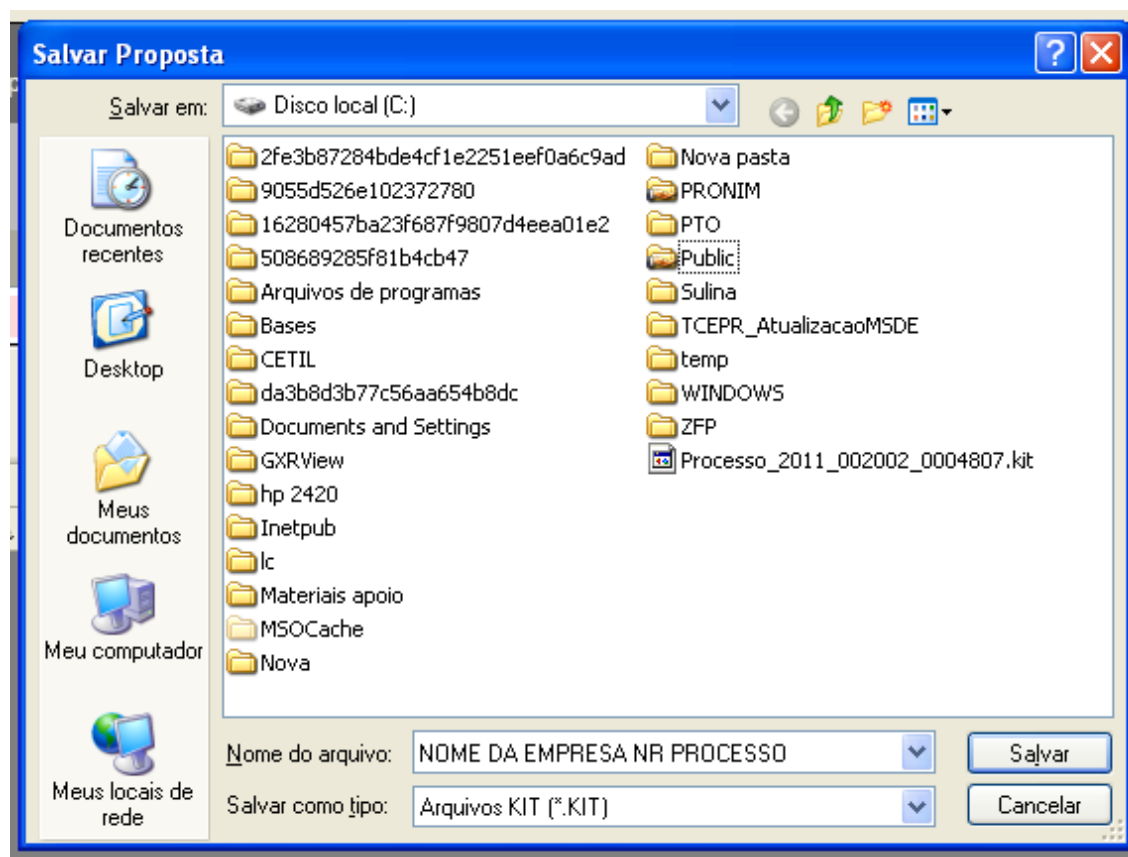 Salvar Proposta
Salvar em:
Disco local (C:)
Documentos
recentes
Desktop
Meus
documentos
Meu computador
Meus locais de
rede
2fe3b87284bde4cf1e2251eef0a6c9ad
9055d526e102372780
16280457ba23f687f9807d4eea01e2
508689285f81b4cb47
Arquivos de programas
Bases
CETIL
da3b8d3b77c56aa654b8dc
Documents and Settings
GXRView
hp 2420
Inetpub
lc
Materiais apoio
MSOCache
Nova
Nova pasta
PRONIM
PTO
Public
Sulina
TCEPR_AtualizacaoMSDE
temp
WINDOWS
ZFP
Processo_2011_002002_0004807.kit
Nome do arquivo:
NOME DA EMPRESA NR PROCESSO
Salvar
Salvar como tipo:
Arquivos KIT (*.KIT)
Cancelar